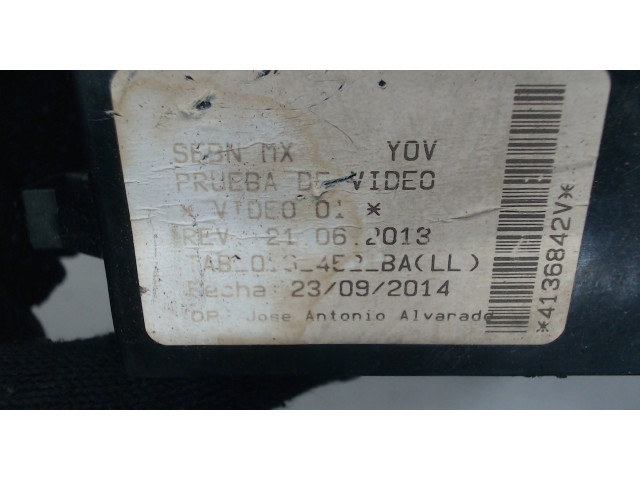 SEBN MX YOV
PRUEBA DE VIDEO
* VIDEO 01 *
REV. 21.06.2013
Fecha: 23/09/2014
OP. Jose Antonio Alvarado
*4136842V*